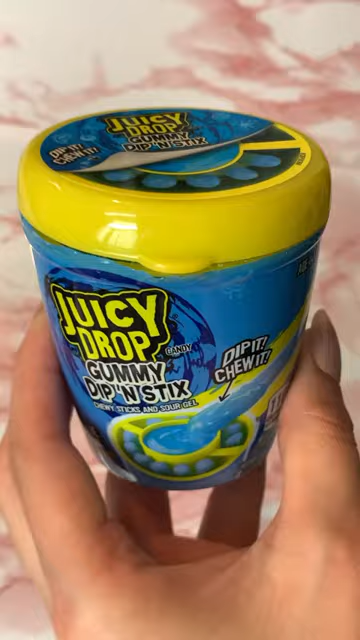 JUICY
DROP
GUMMY
DIP 'N STIX
DIP IT!
CHEW IT!
JUICY
DROP
CANDY
GUMMY
DIP 'N STIX
CHEWY STICKS AND SOUR GEL
DIP IT!
CHEW IT!